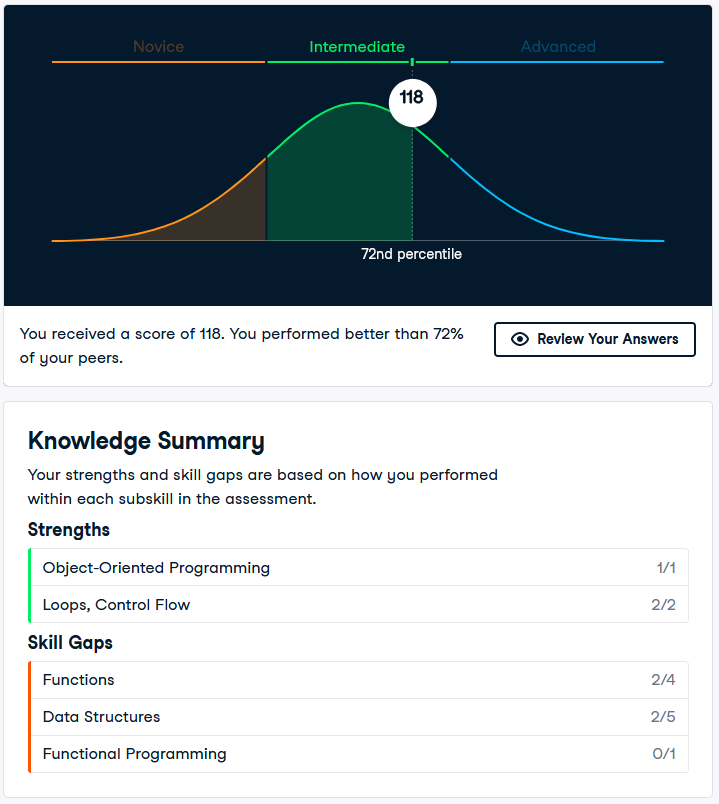 Novice Intermediate Advanced
118
72nd percentile
You received a score of 118. You performed better than 72%
of your peers.
Review Your Answers
Knowledge Summary
Your strengths and skill gaps are based on how you performed
within each subskill in the assessment.
Strengths
Object-Oriented Programming 1/1
Loops, Control Flow 2/2
Skill Gaps
Functions 2/4
Data Structures 2/5
Functional Programming 0/1